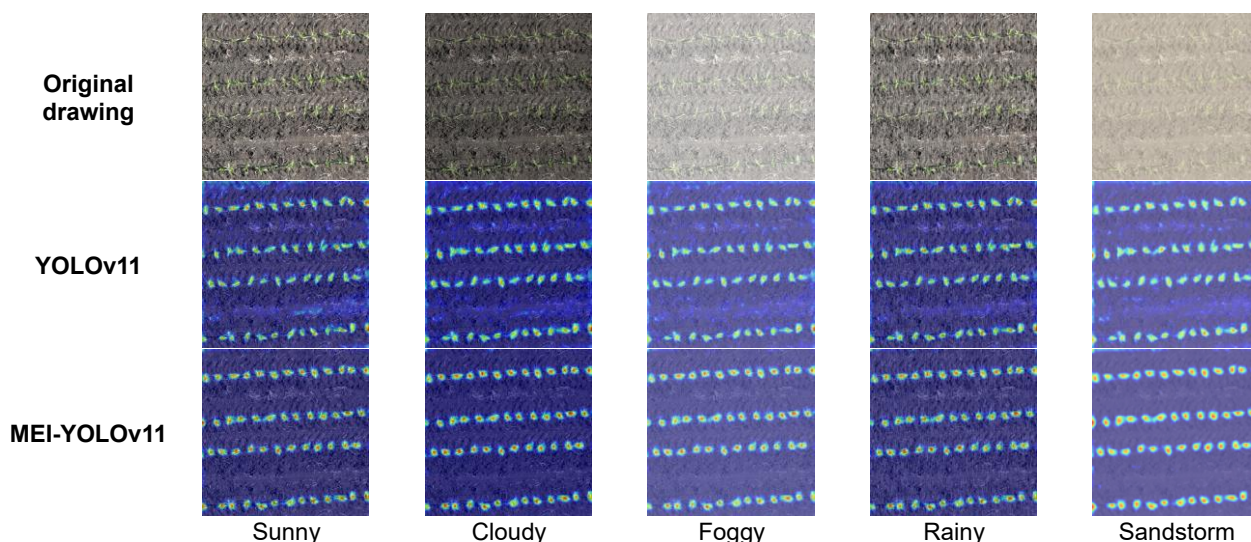 Original
drawing
YOLOv11
MEI-YOLOv11
Sunny
Cloudy
Foggy
Rainy
Sandstorm